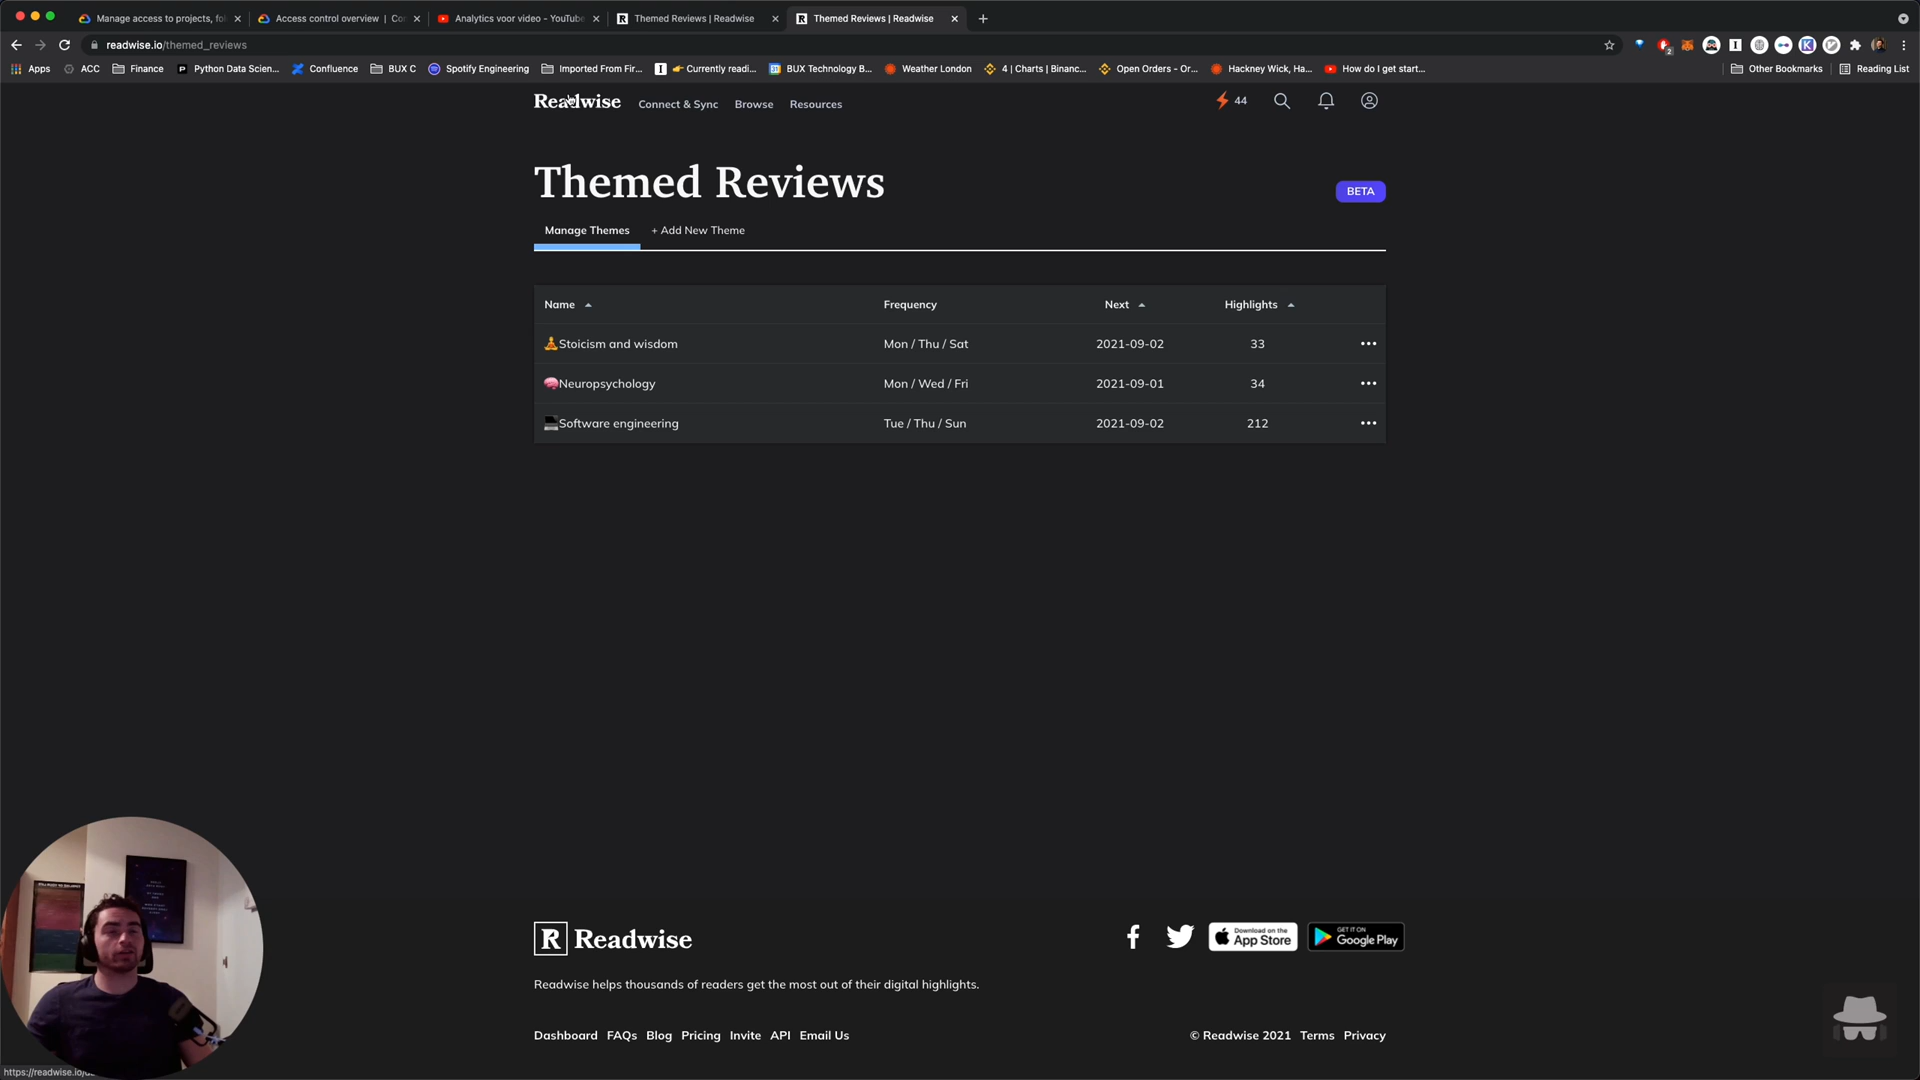 Manage access to projects, fol
Access control overview | Co
Analytics voor video - YouTube
Themed Reviews | Readwise
Themed Reviews | Readwise
readwise.io/themed_reviews
Apps
ACC
Finance
Python Data Scien...
Confluence
BUX C
Spotify Engineering
Imported From Fir...
👉 Currently readi...
BUX Technology B...
Weather London
4 | Charts | Binanc...
Open Orders - Or...
Hackney Wick, Ha...
How do I get start...
Other Bookmarks
Reading List
Readwise
Connect & Sync
Browse
Resources
44
Themed Reviews
BETA
Manage Themes
+ Add New Theme
Name Frequency Next Highlights
🧘Stoicism and wisdom Mon / Thu / Sat 2021-09-02 33 •••
🧠Neuropsychology Mon / Wed / Fri 2021-09-01 34 •••
💻Software engineering Tue / Thu / Sun 2021-09-02 212 •••
R Readwise
Download on the
App Store
GET IT ON
Google Play
Readwise helps thousands of readers get the most out of their digital highlights.
Dashboard FAQs Blog Pricing Invite API Email Us
© Readwise 2021 Terms Privacy